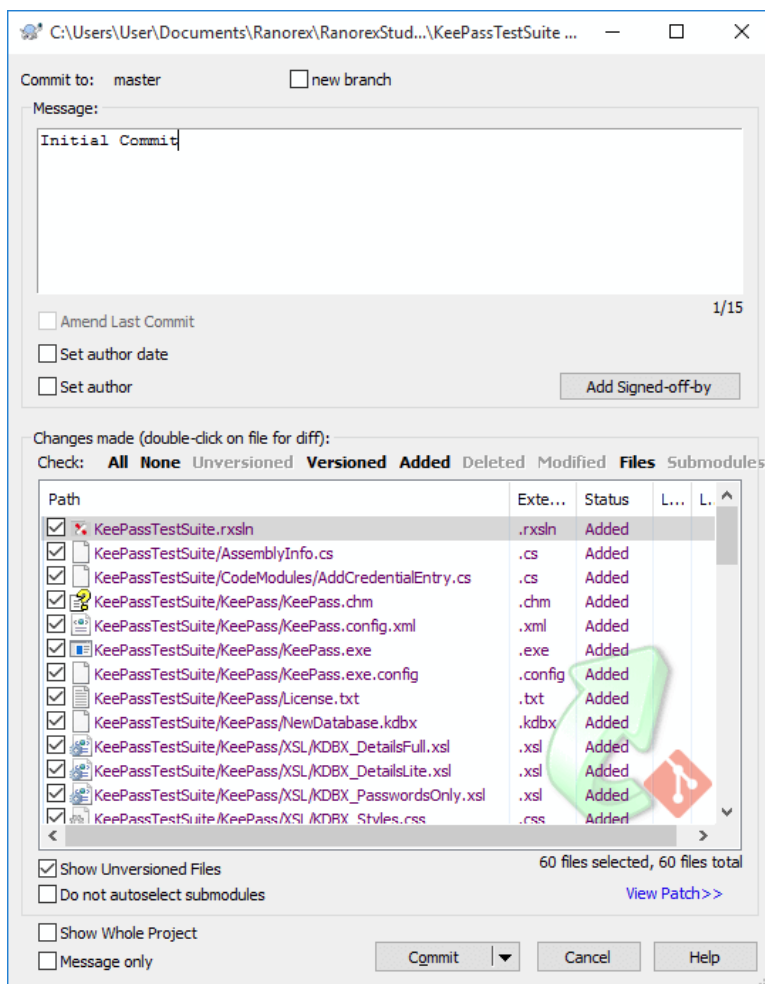 C:\Users\User\Documents\Ranorex\RanorexStud...\KeePassTestSuite ...
Commit to: master new branch
Message:
Initial Commit
1/15
Amend Last Commit
Set author date
Set author Add Signed-off-by
Changes made (double-click on file for diff):
Check: All None Unversioned Versioned Added Deleted Modified Files Submodules
Path Exte... Status L... L.
KeePassTestSuite.rxsln .rxsln Added
KeePassTestSuite/AssemblyInfo.cs .cs Added
KeePassTestSuite/CodeModules/AddCredentialEntry.cs .cs Added
KeePassTestSuite/KeePass/KeePass.chm .chm Added
KeePassTestSuite/KeePass/KeePass.config.xml .xml Added
KeePassTestSuite/KeePass/KeePass.exe .exe Added
KeePassTestSuite/KeePass/KeePass.exe.config .config Added
KeePassTestSuite/KeePass/License.txt .txt Added
KeePassTestSuite/KeePass/NewDatabase.kdbx .kdbx Added
KeePassTestSuite/KeePass/XSL/KDBX_DetailsFull.xsl .xsl Added
KeePassTestSuite/KeePass/XSL/KDBX_DetailsLite.xsl .xsl Added
KeePassTestSuite/KeePass/XSL/KDBX_PasswordsOnly.xsl .xsl Added
KeePassTestSuite/KeePass/XSL/KDBX_Styles.css .css Added
Show Unversioned Files 60 files selected, 60 files total
Do not autoselect submodules View Patch>>
Show Whole Project
Message only Commit Cancel Help